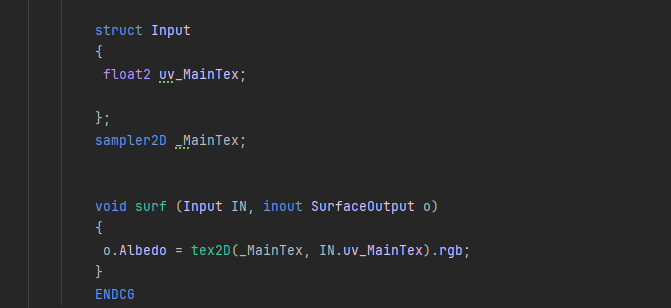 struct Input
{
float2 uv_MainTex;
};
sampler2D _MainTex;
void surf (Input IN, inout SurfaceOutput o)
{
o.Albedo = tex2D(_MainTex, IN.uv_MainTex).rgb;
}
ENDCG